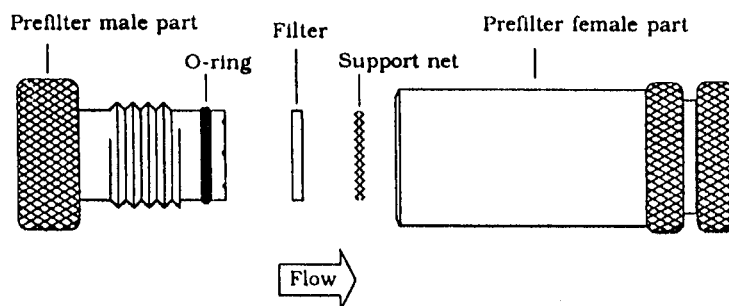 Prefilter male part
Filter
Prefilter female part
O-ring
Support net
Flow